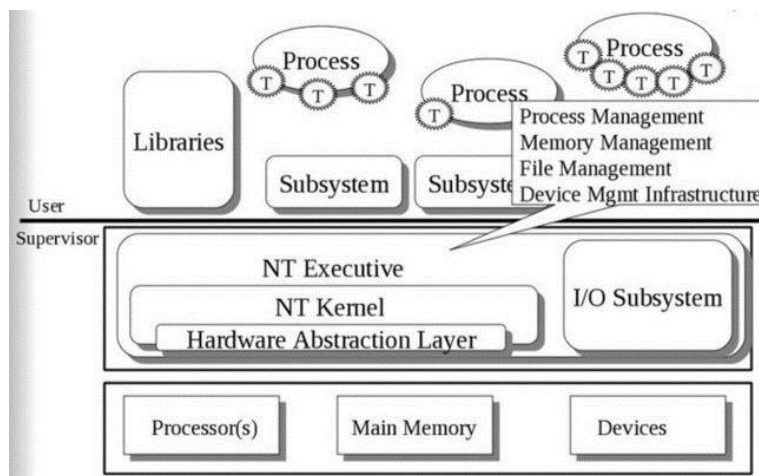 Process
T
T
T
Process
T
Process
T
T
T
T
T
Libraries
Subsystem
Subsyste
Process Management
Memory Management
File Management
Device Mgmt Infrastructure
User
Supervisor
NT Executive
NT Kernel
Hardware Abstraction Layer
I/O Subsystem
Processor(s)
Main Memory
Devices